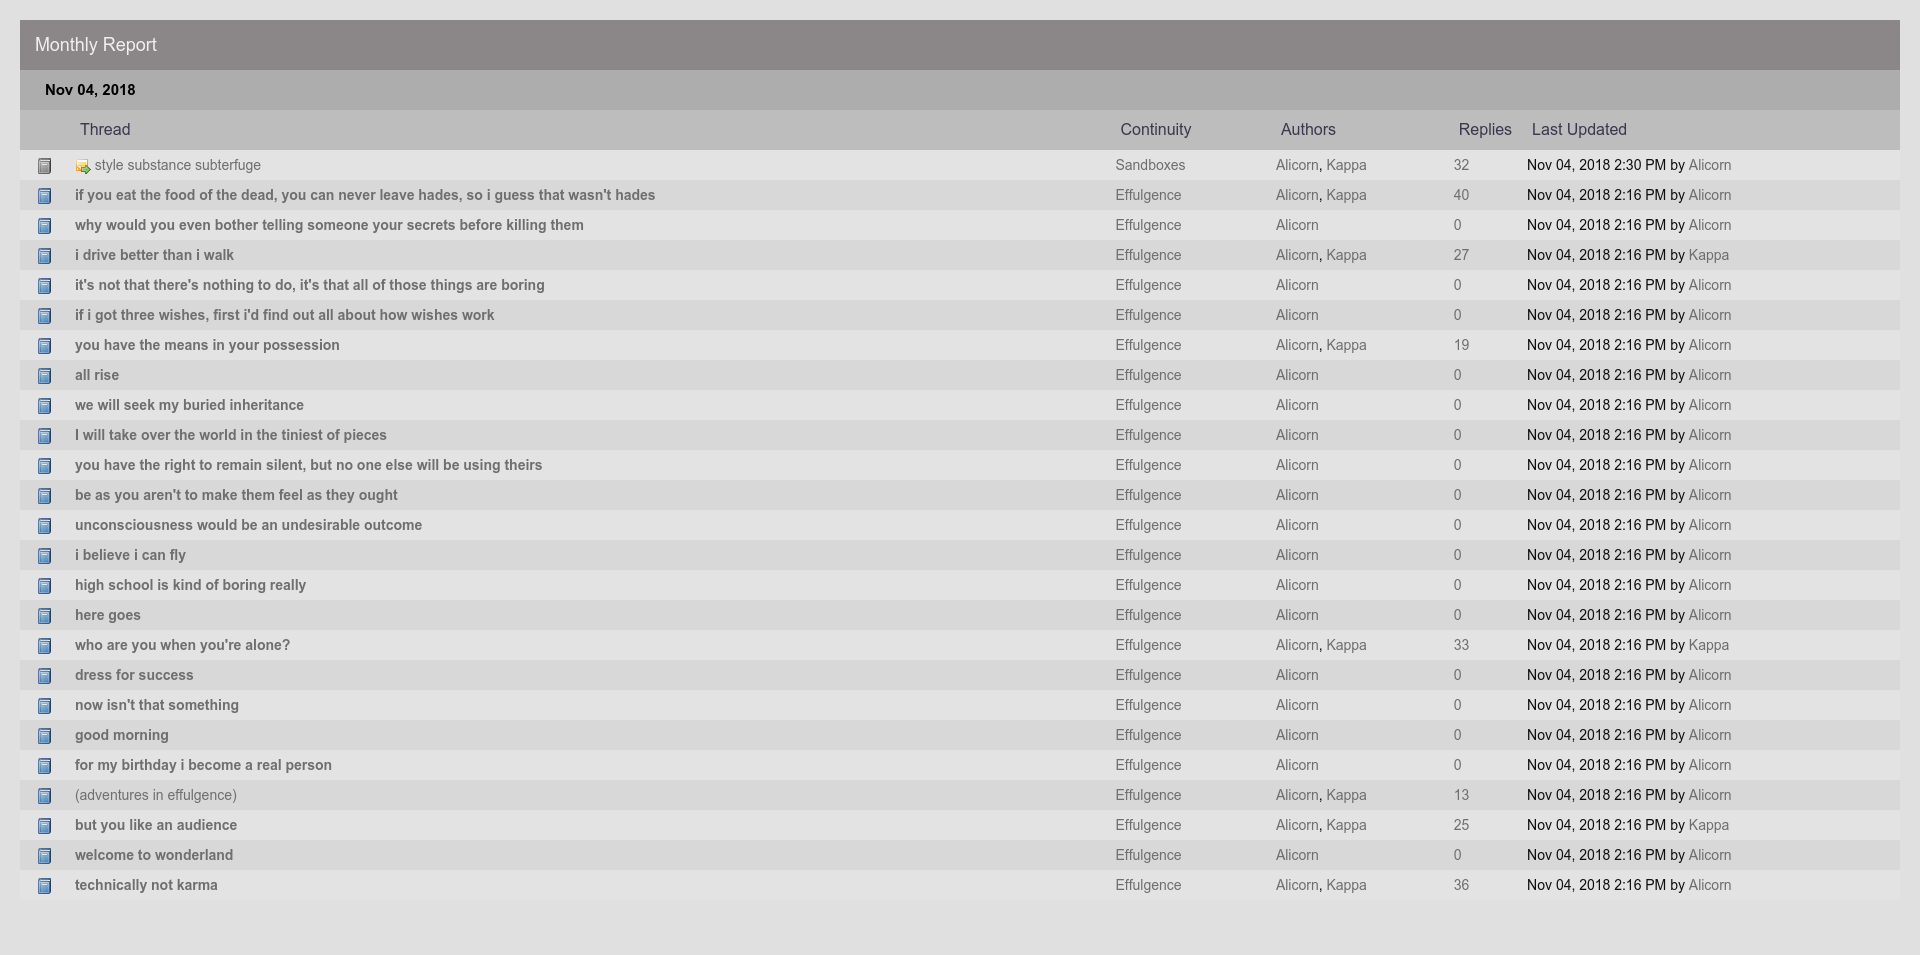 Monthly Report
Nov 04, 2018
Thread Continuity Authors Replies Last Updated
style substance subterfuge Sandboxes Alicorn, Kappa 32 Nov 04, 2018 2:30 PM by Alicorn
if you eat the food of the dead, you can never leave hades, so i guess that wasn't hades Effulgence Alicorn, Kappa 40 Nov 04, 2018 2:16 PM by Alicorn
why would you even bother telling someone your secrets before killing them Effulgence Alicorn 0 Nov 04, 2018 2:16 PM by Alicorn
i drive better than i walk Effulgence Alicorn, Kappa 27 Nov 04, 2018 2:16 PM by Kappa
it's not that there's nothing to do, it's that all of those things are boring Effulgence Alicorn 0 Nov 04, 2018 2:16 PM by Alicorn
if i got three wishes, first i'd find out all about how wishes work Effulgence Alicorn 0 Nov 04, 2018 2:16 PM by Alicorn
you have the means in your possession Effulgence Alicorn, Kappa 19 Nov 04, 2018 2:16 PM by Alicorn
all rise Effulgence Alicorn 0 Nov 04, 2018 2:16 PM by Alicorn
we will seek my buried inheritance Effulgence Alicorn 0 Nov 04, 2018 2:16 PM by Alicorn
I will take over the world in the tiniest of pieces Effulgence Alicorn 0 Nov 04, 2018 2:16 PM by Alicorn
you have the right to remain silent, but no one else will be using theirs Effulgence Alicorn 0 Nov 04, 2018 2:16 PM by Alicorn
be as you aren't to make them feel as they ought Effulgence Alicorn 0 Nov 04, 2018 2:16 PM by Alicorn
unconsciousness would be an undesirable outcome Effulgence Alicorn 0 Nov 04, 2018 2:16 PM by Alicorn
i believe i can fly Effulgence Alicorn 0 Nov 04, 2018 2:16 PM by Alicorn
high school is kind of boring really Effulgence Alicorn 0 Nov 04, 2018 2:16 PM by Alicorn
here goes Effulgence Alicorn 0 Nov 04, 2018 2:16 PM by Alicorn
who are you when you're alone? Effulgence Alicorn, Kappa 33 Nov 04, 2018 2:16 PM by Kappa
dress for success Effulgence Alicorn 0 Nov 04, 2018 2:16 PM by Alicorn
now isn't that something Effulgence Alicorn 0 Nov 04, 2018 2:16 PM by Alicorn
good morning Effulgence Alicorn 0 Nov 04, 2018 2:16 PM by Alicorn
for my birthday i become a real person Effulgence Alicorn 0 Nov 04, 2018 2:16 PM by Alicorn
(adventures in effulgence) Effulgence Alicorn, Kappa 13 Nov 04, 2018 2:16 PM by Alicorn
but you like an audience Effulgence Alicorn, Kappa 25 Nov 04, 2018 2:16 PM by Kappa
welcome to wonderland Effulgence Alicorn 0 Nov 04, 2018 2:16 PM by Alicorn
technically not karma Effulgence Alicorn, Kappa 36 Nov 04, 2018 2:16 PM by Alicorn